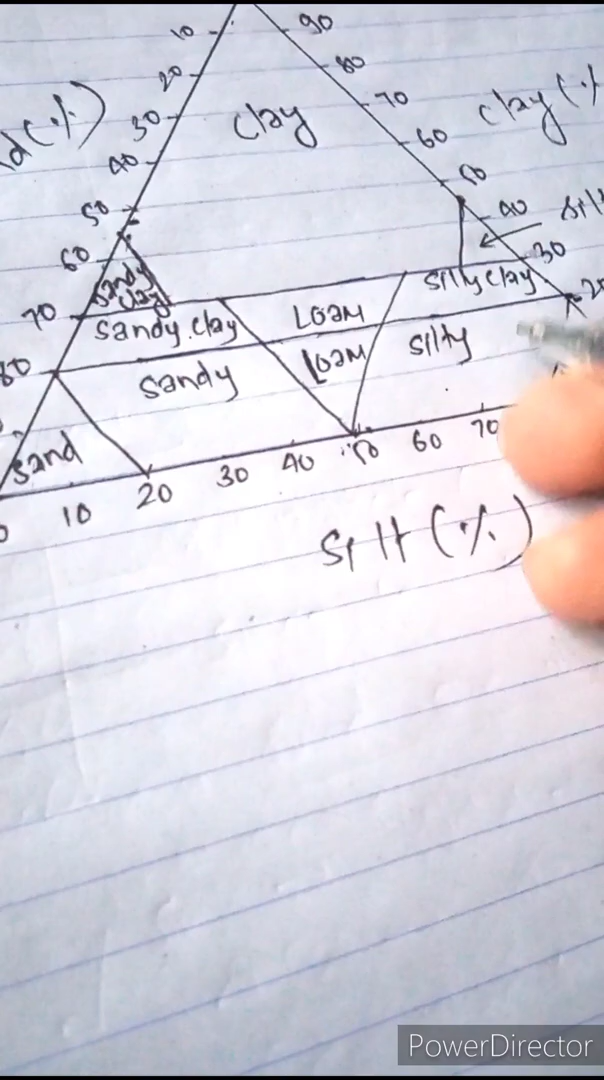 10
90
20
80
30
70
clay
clay (%
d (%)
40
60
50
50
60
40
silt
30
sandy
clay
silty clay
20
70
sandy. clay
Loam
80
sandy
Loam
silty
sand
0
10
20
30
40
50
60
70
Silt (%)
PowerDirector